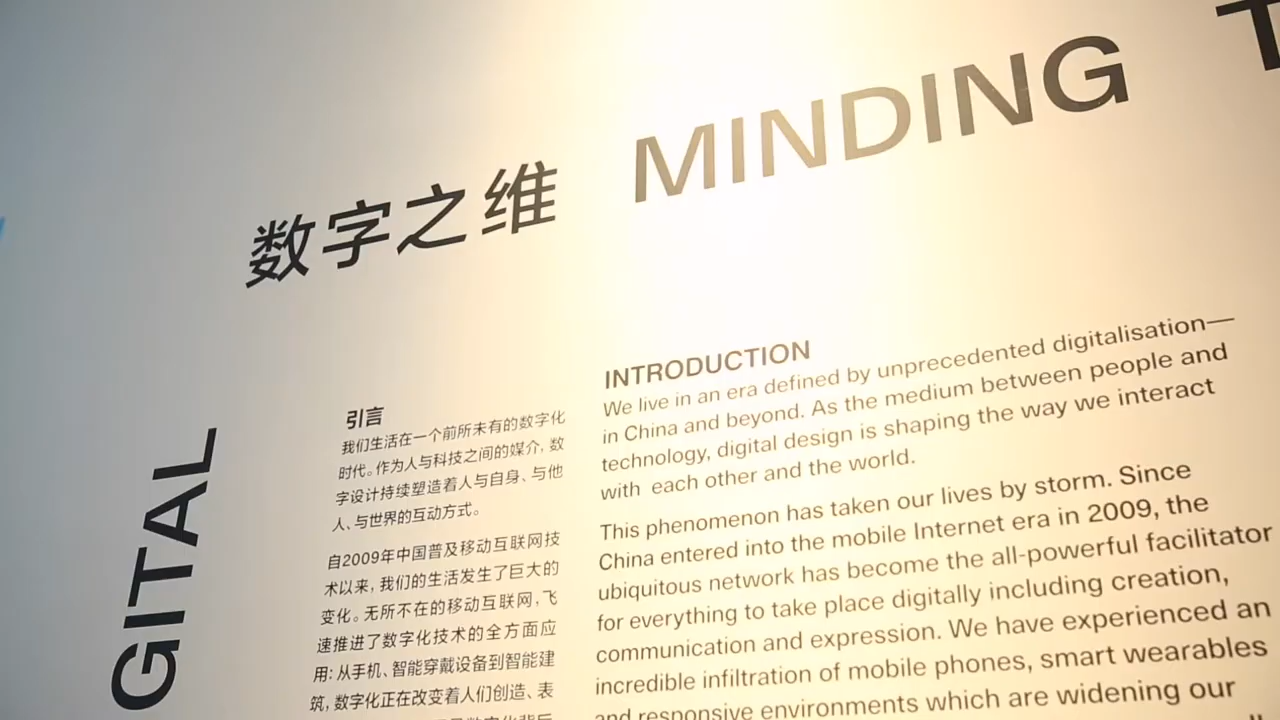 数字之维
MINDING T
GITAL
引言
我们生活在一个前所未有的数字化
时代。作为人与科技之间的媒介,数
字设计持续塑造着人与自身、与他
人、与世界的互动方式。
自2009年中国普及移动互联网技
术以来,我们的生活发生了巨大的
变化。无所不在的移动互联网,飞
速推进了数字化技术的全方面应
用:从手机、智能穿戴设备到智能建
筑,数字化正在改变着人们创造、表
INTRODUCTION
We live in an era defined by unprecedented digitalisation—
in China and beyond. As the medium between people and
technology, digital design is shaping the way we interact
with each other and the world.
This phenomenon has taken our lives by storm. Since
China entered into the mobile Internet era in 2009, the
ubiquitous network has become the all-powerful facilitator
for everything to take place digitally including creation,
communication and expression. We have experienced an
incredible infiltration of mobile phones, smart wearables
and responsive environments which are widening our